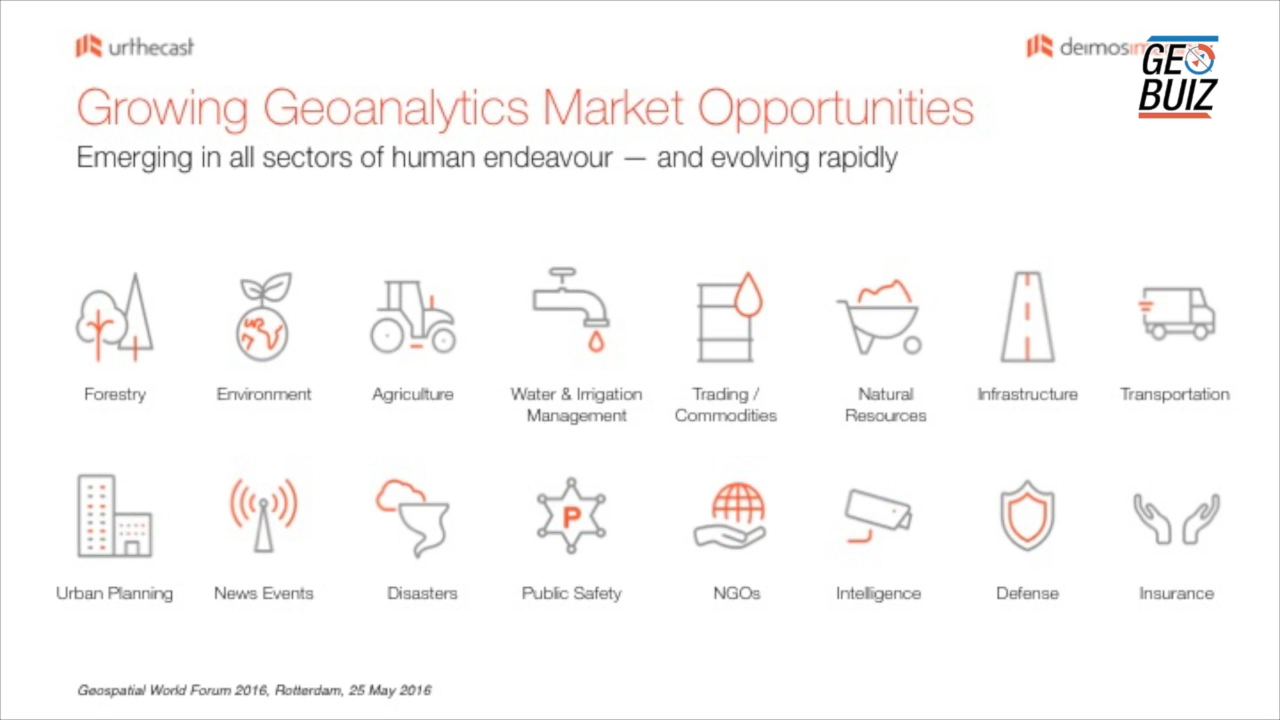 urthecast
deimos
GEO
BUIZ
Growing Geoanalytics Market Opportunities
Emerging in all sectors of human endeavour — and evolving rapidly
Forestry
Environment
Agriculture
Water & Irrigation
Management
Trading /
Commodities
Natural
Resources
Infrastructure
Transportation
P
Urban Planning
News Events
Disasters
Public Safety
NGOs
Intelligence
Defense
Insurance
Geospatial World Forum 2016, Rotterdam, 25 May 2016